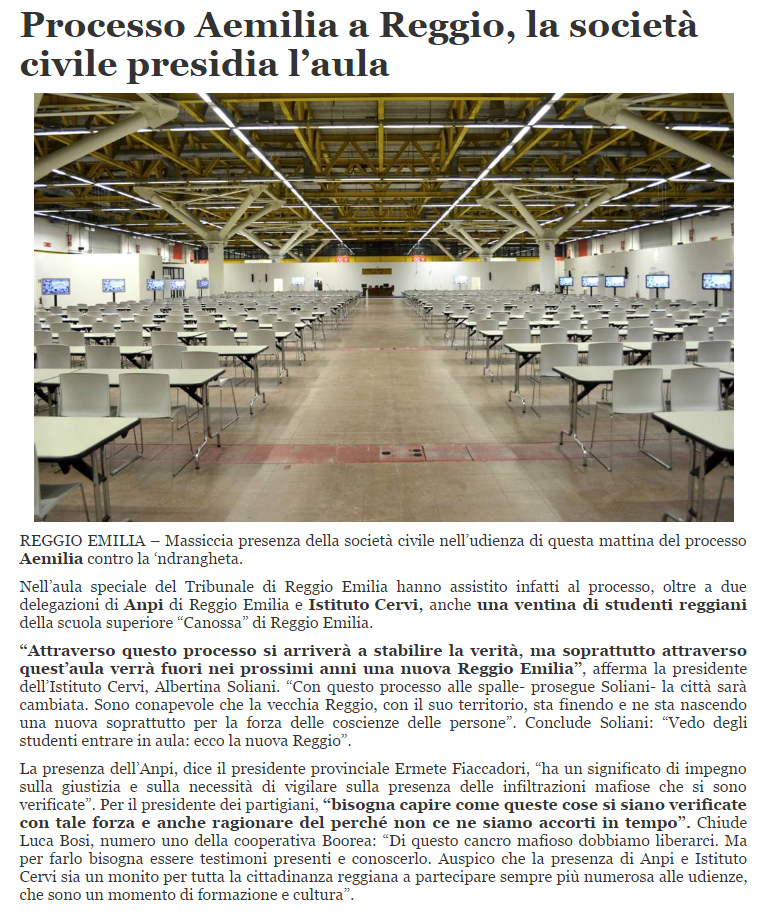 Processo Aemilia a Reggio, la società
civile presidia l’aula
REGGIO EMILIA – Massiccia presenza della società civile nell’udienza di questa mattina del processo
Aemilia contro la ‘ndrangheta.
Nell’aula speciale del Tribunale di Reggio Emilia hanno assistito infatti al processo, oltre a due
delegazioni di Anpi di Reggio Emilia e Istituto Cervi, anche una ventina di studenti reggiani
della scuola superiore “Canossa” di Reggio Emilia.
“Attraverso questo processo si arriverà a stabilire la verità, ma soprattutto attraverso
quest’aula verrà fuori nei prossimi anni una nuova Reggio Emilia”, afferma la presidente
dell’Istituto Cervi, Albertina Soliani. “Con questo processo alle spalle- prosegue Soliani- la città sarà
cambiata. Sono conapevole che la vecchia Reggio, con il suo territorio, sta finendo e ne sta nascendo
una nuova soprattutto per la forza delle coscienze delle persone”. Conclude Soliani: “Vedo degli
studenti entrare in aula: ecco la nuova Reggio”.
La presenza dell’Anpi, dice il presidente provinciale Ermete Fiaccadori, “ha un significato di impegno
sulla giustizia e sulla necessità di vigilare sulla presenza delle infiltrazioni mafiose che si sono
verificate”. Per il presidente dei partigiani, “bisogna capire come queste cose si siano verificate
con tale forza e anche ragionare del perché non ce ne siamo accorti in tempo”. Chiude
Luca Bosi, numero uno della cooperativa Boorea: “Di questo cancro mafioso dobbiamo liberarci. Ma
per farlo bisogna essere testimoni presenti e conoscerlo. Auspico che la presenza di Anpi e Istituto
Cervi sia un monito per tutta la cittadinanza reggiana a partecipare sempre più numerosa alle udienze,
che sono un momento di formazione e cultura”.